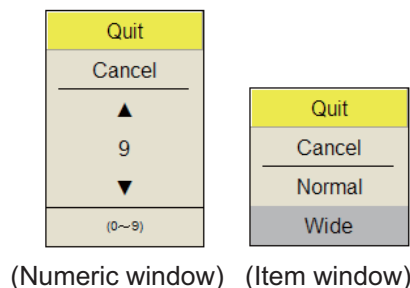 Quit
Cancel
▲
9
▼
(0～9)
(Numeric window)
Quit
Cancel
Normal
Wide
(Item window)